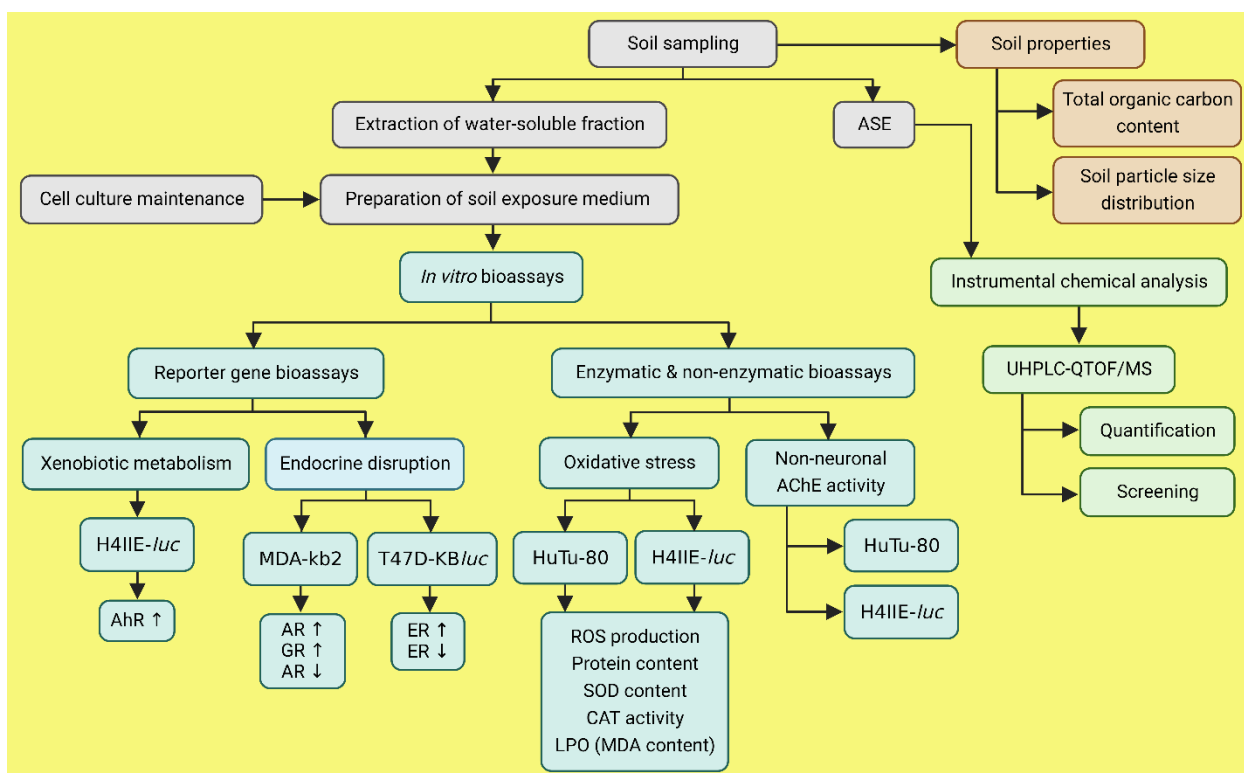 Soil sampling
Soil properties
Extraction of water-soluble fraction
ASE
Total organic carbon
content
Cell culture maintenance
Preparation of soil exposure medium
Soil particle size
distribution
In vitro bioassays
Instrumental chemical analysis
Reporter gene bioassays
Enzymatic & non-enzymatic bioassays
UHPLC-QTOF/MS
Xenobiotic metabolism
Endocrine disruption
Oxidative stress
Non-neuronal
AChE activity
Quantification
Screening
H4IIE-luc
MDA-kb2
T47D-KBluc
HuTu-80
H4IIE-luc
HuTu-80
H4IIE-luc
AhR ↑
AR ↑
GR ↑
AR ↓
ER ↑
ER ↓
ROS production
Protein content
SOD content
CAT activity
LPO (MDA content)